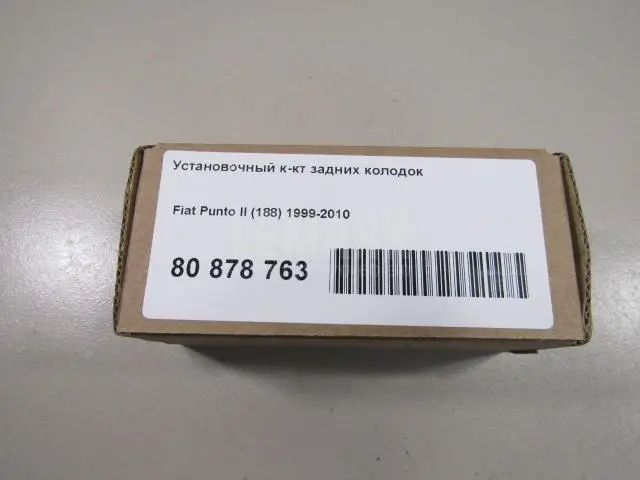 Установочный к-кт задних колодок
Fiat Punto II (188) 1999-2010
80 878 763